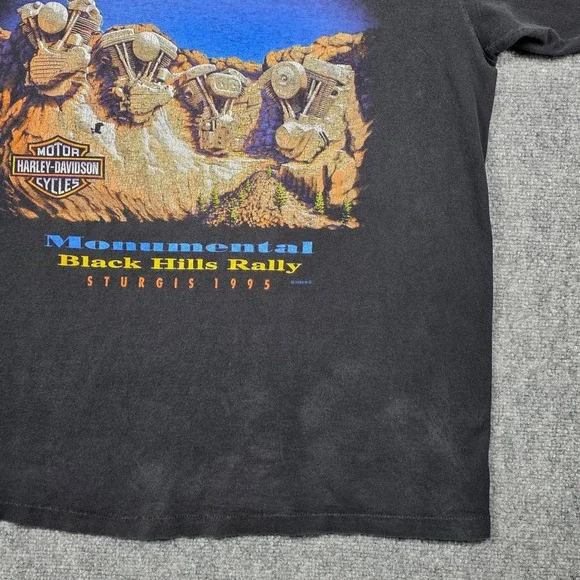 MOTOR
HARLEY-DAVIDSON
CYCLES
Monumental
Black Hills Rally
STURGIS 1995